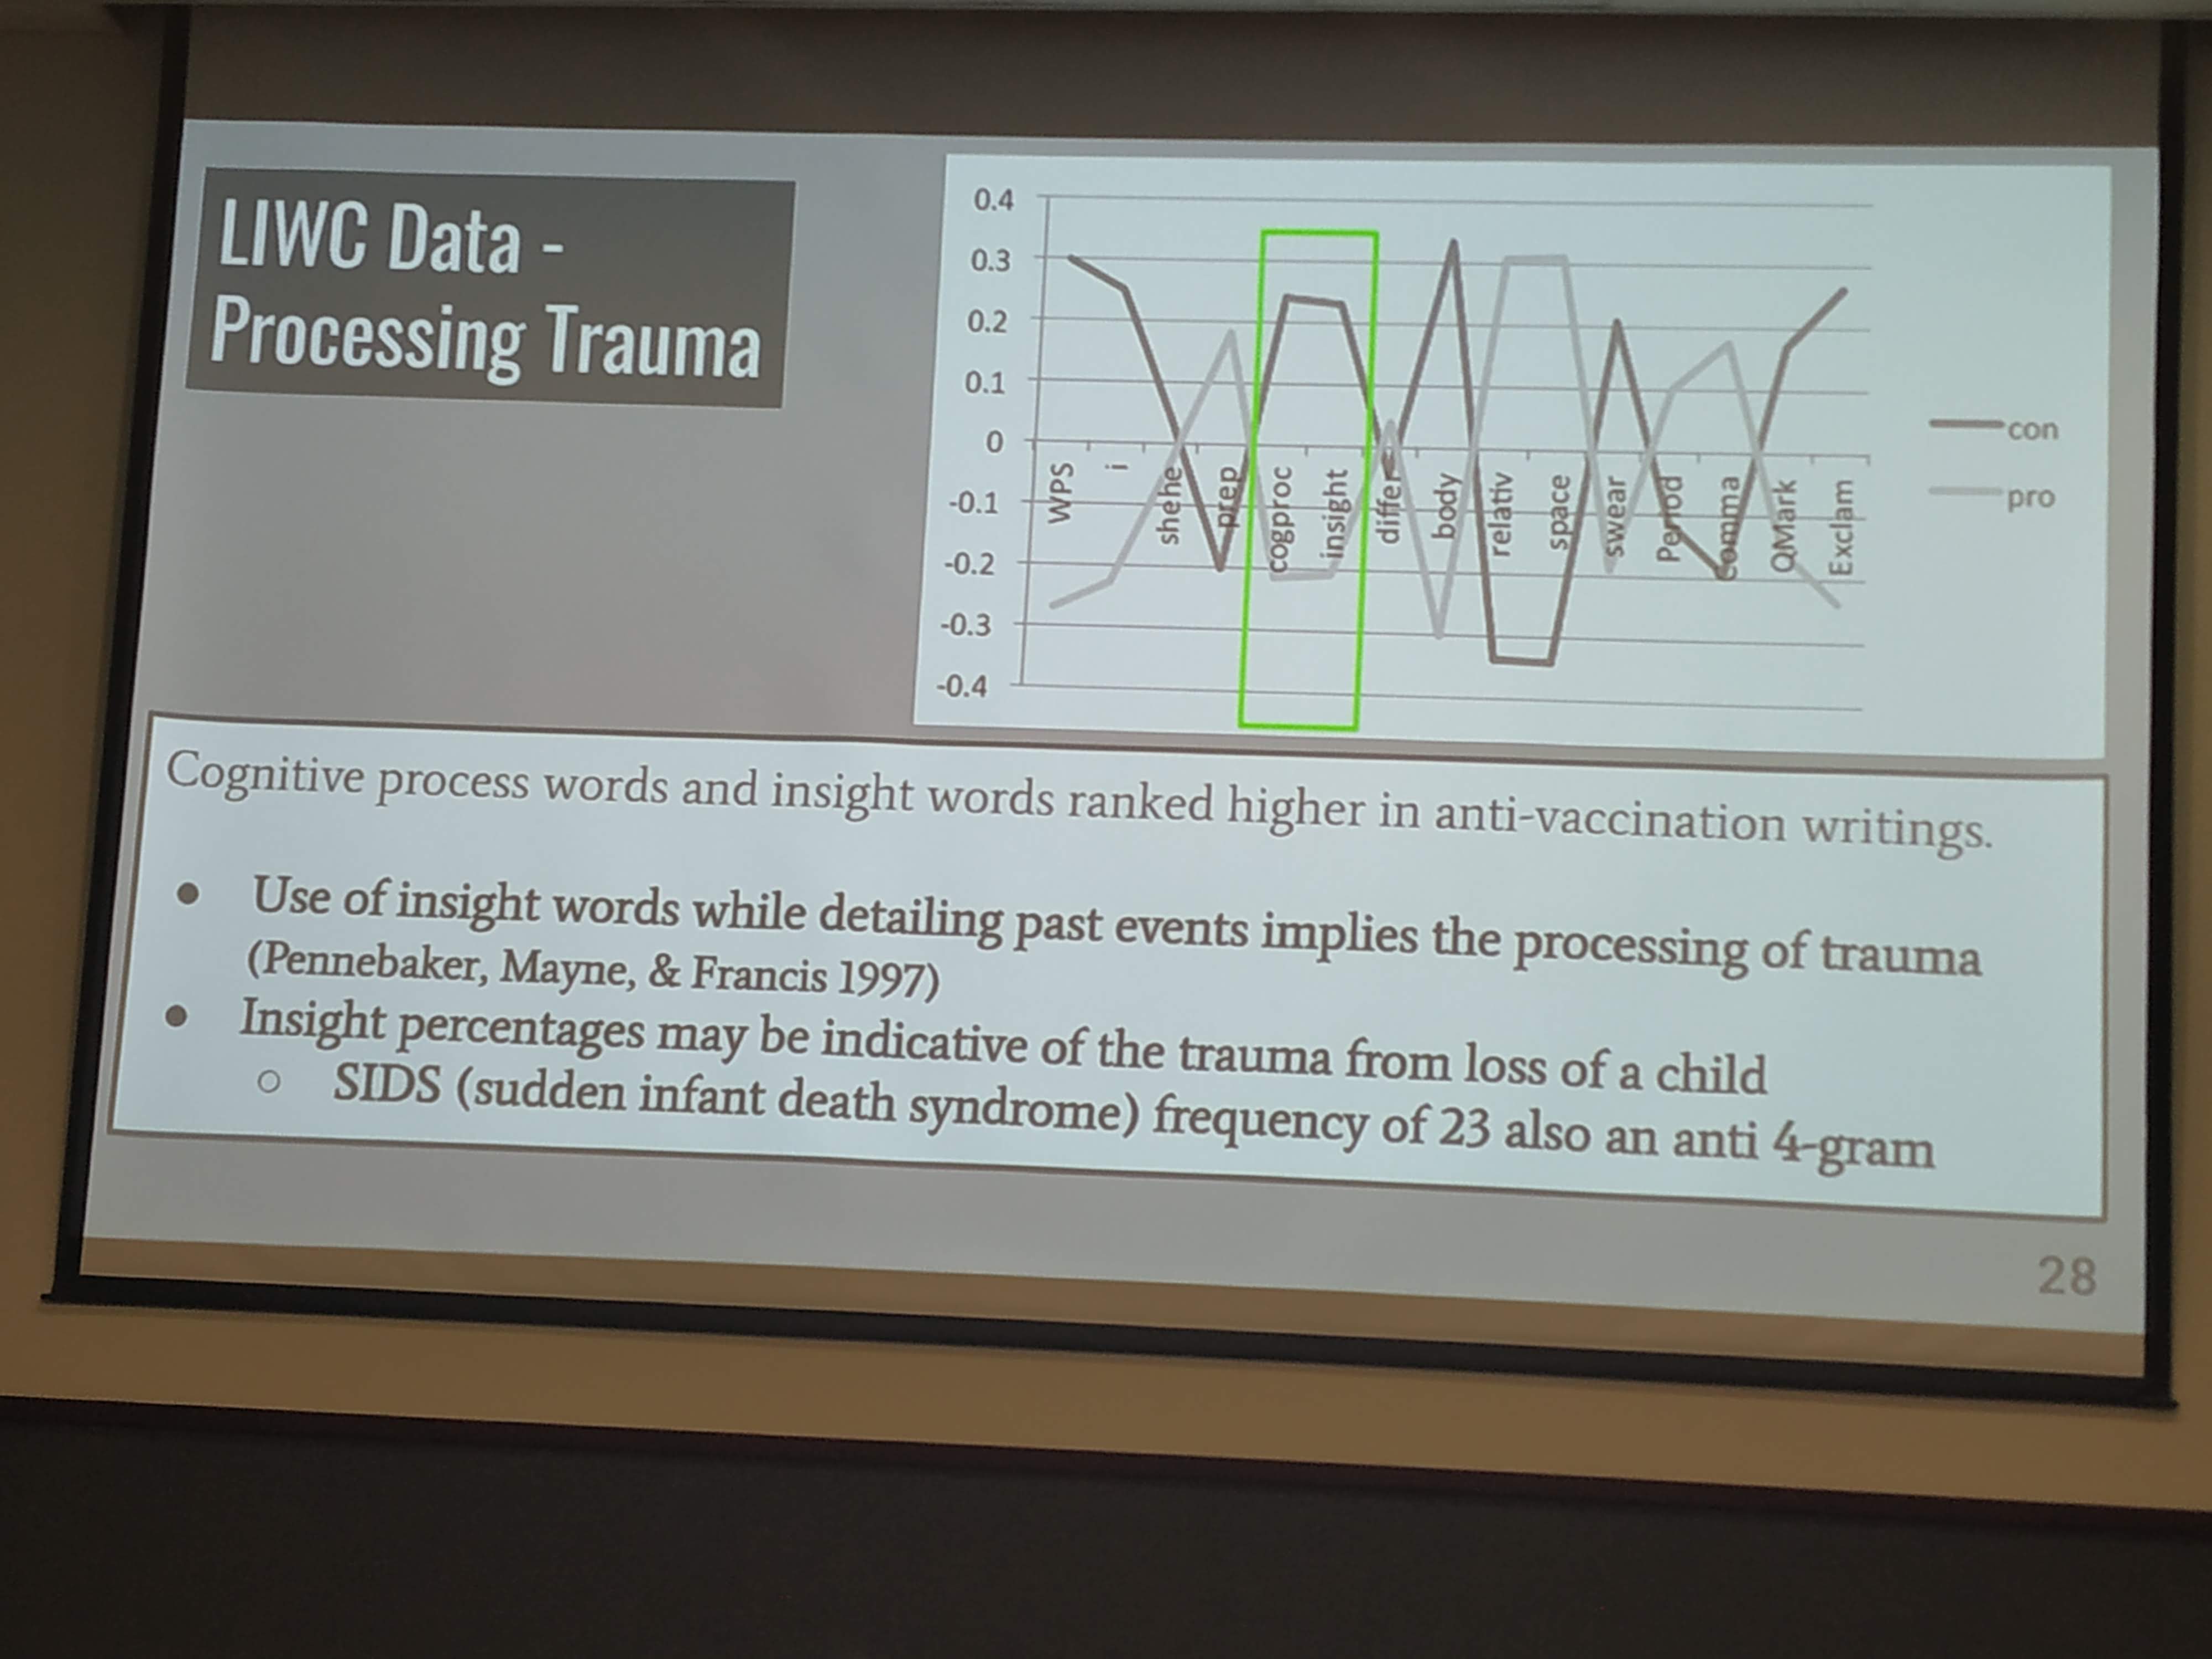 LIWC Data -
Processing Trauma
0.4
0.3
0.2
0.1
0
-0.1
-0.2
-0.3
-0.4
WPS
i
shehe
prep
cogproc
insight
differ
body
relativ
space
swear
Period
Comma
QMark
Exclam
con
pro
Cognitive process words and insight words ranked higher in anti-vaccination writings.
● Use of insight words while detailing past events implies the processing of trauma
(Pennebaker, Mayne, & Francis 1997)
● Insight percentages may be indicative of the trauma from loss of a child
○ SIDS (sudden infant death syndrome) frequency of 23 also an anti 4-gram
28